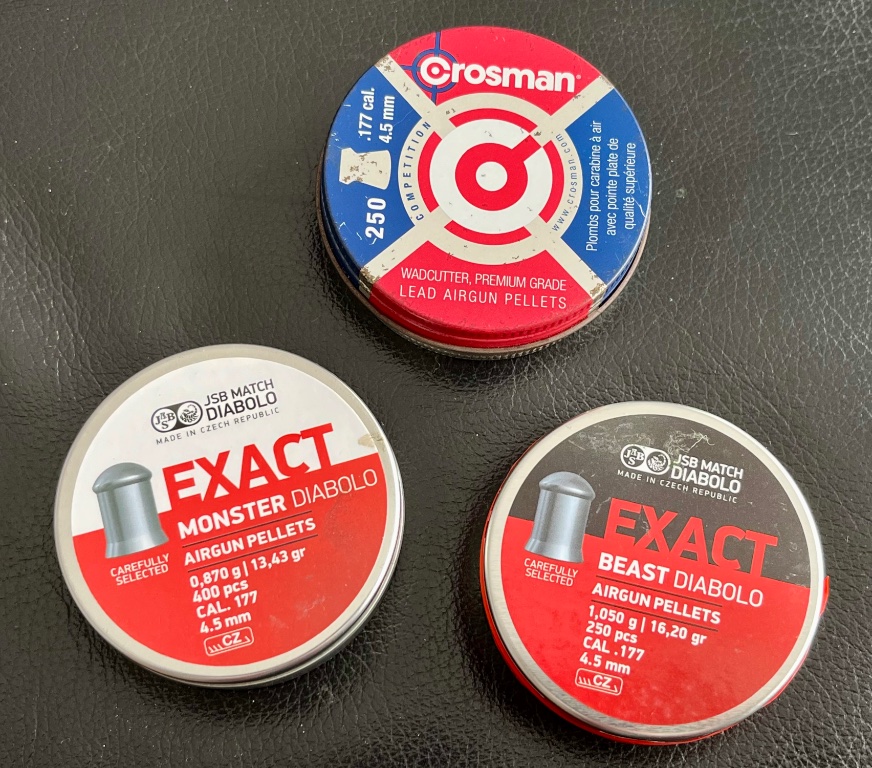 Crosman®
.177 cal.
4.5 mm
250
COMPETITION
#1
www.crosman.com
Plombs pour carabine à air
avec pointe plate de
qualité supérieure
WADCUTTER, PREMIUM GRADE
LEAD AIRGUN PELLETS
JSB
JSB MATCH
DIABOLO
MADE IN CZECH REPUBLIC
EXACT
MONSTER DIABOLO
AIRGUN PELLETS
CAREFULLY
SELECTED
0,870 g | 13,43 gr
400 pcs
CAL. 177
4.5 mm
CZ
JSB
JSB MATCH
DIABOLO
MADE IN CZECH REPUBLIC
EXACT
BEAST DIABOLO
AIRGUN PELLETS
CAREFULLY
SELECTED
1,050 g | 16,20 gr
250 pcs
CAL .177
4.5 mm
CZ